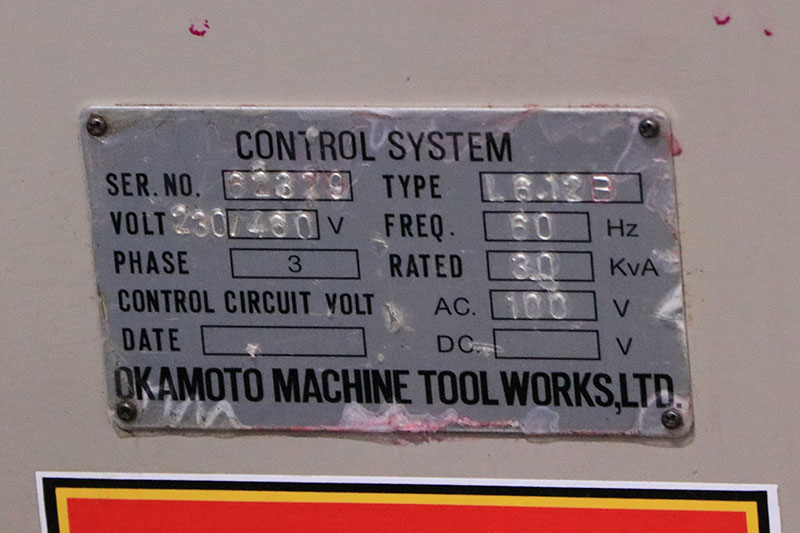 CONTROL SYSTEM
SER. NO. 62879 TYPE L6.12B
VOLT 230/460 V FREQ. 60 Hz
PHASE 3 RATED 30 KvA
CONTROL CIRCUIT VOLT AC. 100 V
DATE DC. V
OKAMOTO MACHINE TOOL WORKS,LTD.